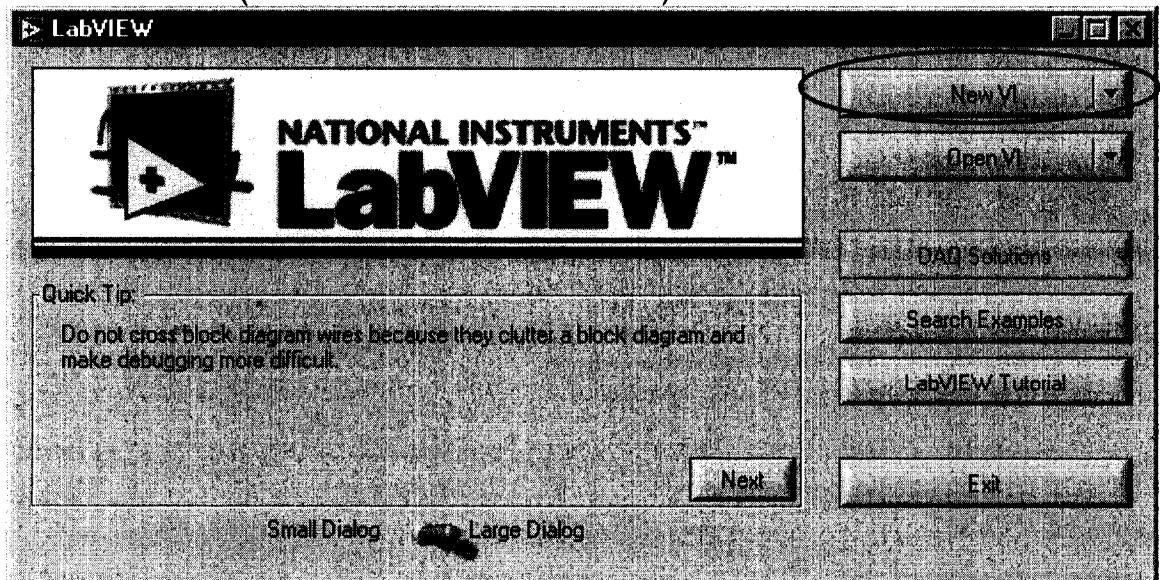 LabVIEW
NATIONAL INSTRUMENTS™
LabVIEW™
New VI
Open VI
DAQ Solutions
Search Examples
LabVIEW Tutorial
Exit
Quick Tip:
Do not cross block diagram wires because they clutter a block diagram and
make debugging more difficult.
Next
Small Dialog Large Dialog